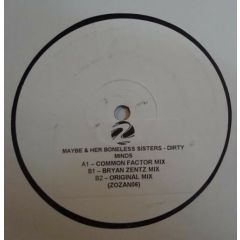 MAYBE & HER BONELESS SISTERS - DIRTY
MINDS
A1 – COMMON FACTOR MIX
B1 – BRYAN ZENTZ MIX
B2 – ORIGINAL MIX
(ZOZAN06)